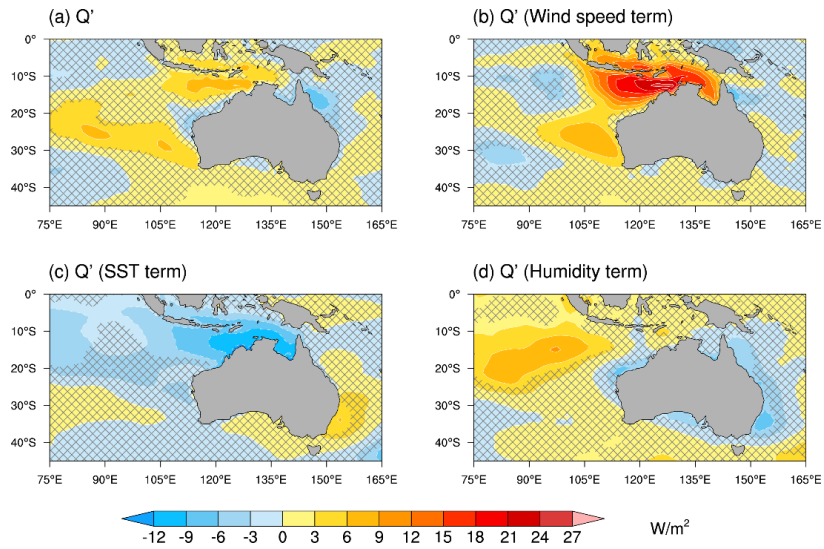 (a) Q'
(b) Q' (Wind speed term)
0°
10°S
20°S
30°S
40°S
75°E 90°E 105°E 120°E 135°E 150°E 165°E
0°
10°S
20°S
30°S
40°S
75°E 90°E 105°E 120°E 135°E 150°E 165°E
(c) Q' (SST term)
(d) Q' (Humidity term)
0°
10°S
20°S
30°S
40°S
75°E 90°E 105°E 120°E 135°E 150°E 165°E
0°
10°S
20°S
30°S
40°S
75°E 90°E 105°E 120°E 135°E 150°E 165°E
-12 -9 -6 -3 0 3 6 9 12 15 18 21 24 27
W/m²